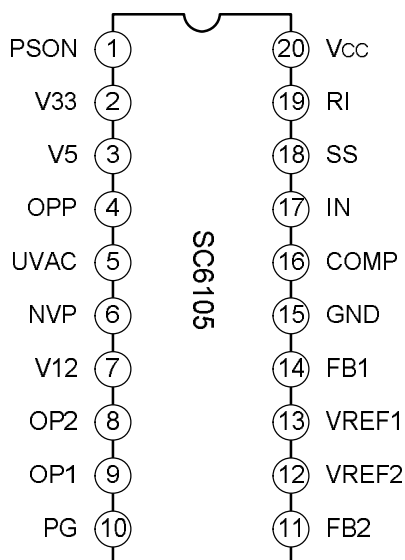 PSON 1 20 VCC
V33 2 19 RI
V5 3 18 SS
OPP 4 17 IN
UVAC 5 16 COMP
NVP 6 15 GND
V12 7 14 FB1
OP2 8 13 VREF1
OP1 9 12 VREF2
PG 10 11 FB2
SC6105